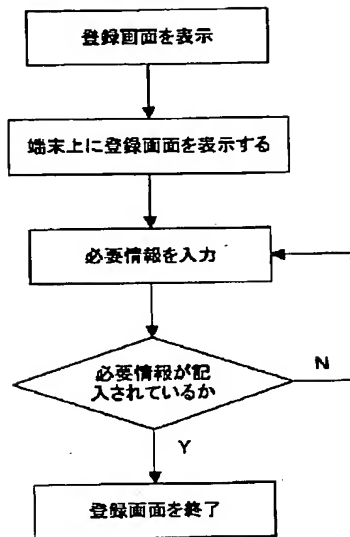 登録画面を表示
端末上に登録画面を表示する
必要情報を入力
必要情報が記
入されているか
N
Y
登録画面を終了